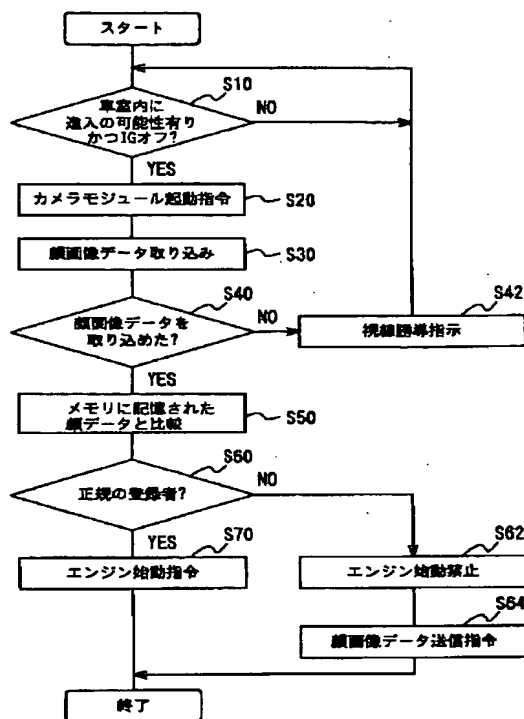 スタート
S10
車室内に
進入の可能性有り
かつIGオフ?
NO
YES
カメラモジュール起動指令
S20
顔画像データ取り込み
S30
S40
顔画像データを
取り込めた?
NO
S42
視線誘導指示
YES
メモリに記憶された
顔データと比較
S50
S60
正規の登録者?
NO
YES
S70
エンジン始動指令
S62
エンジン始動禁止
S64
顔画像データ送信指令
終了